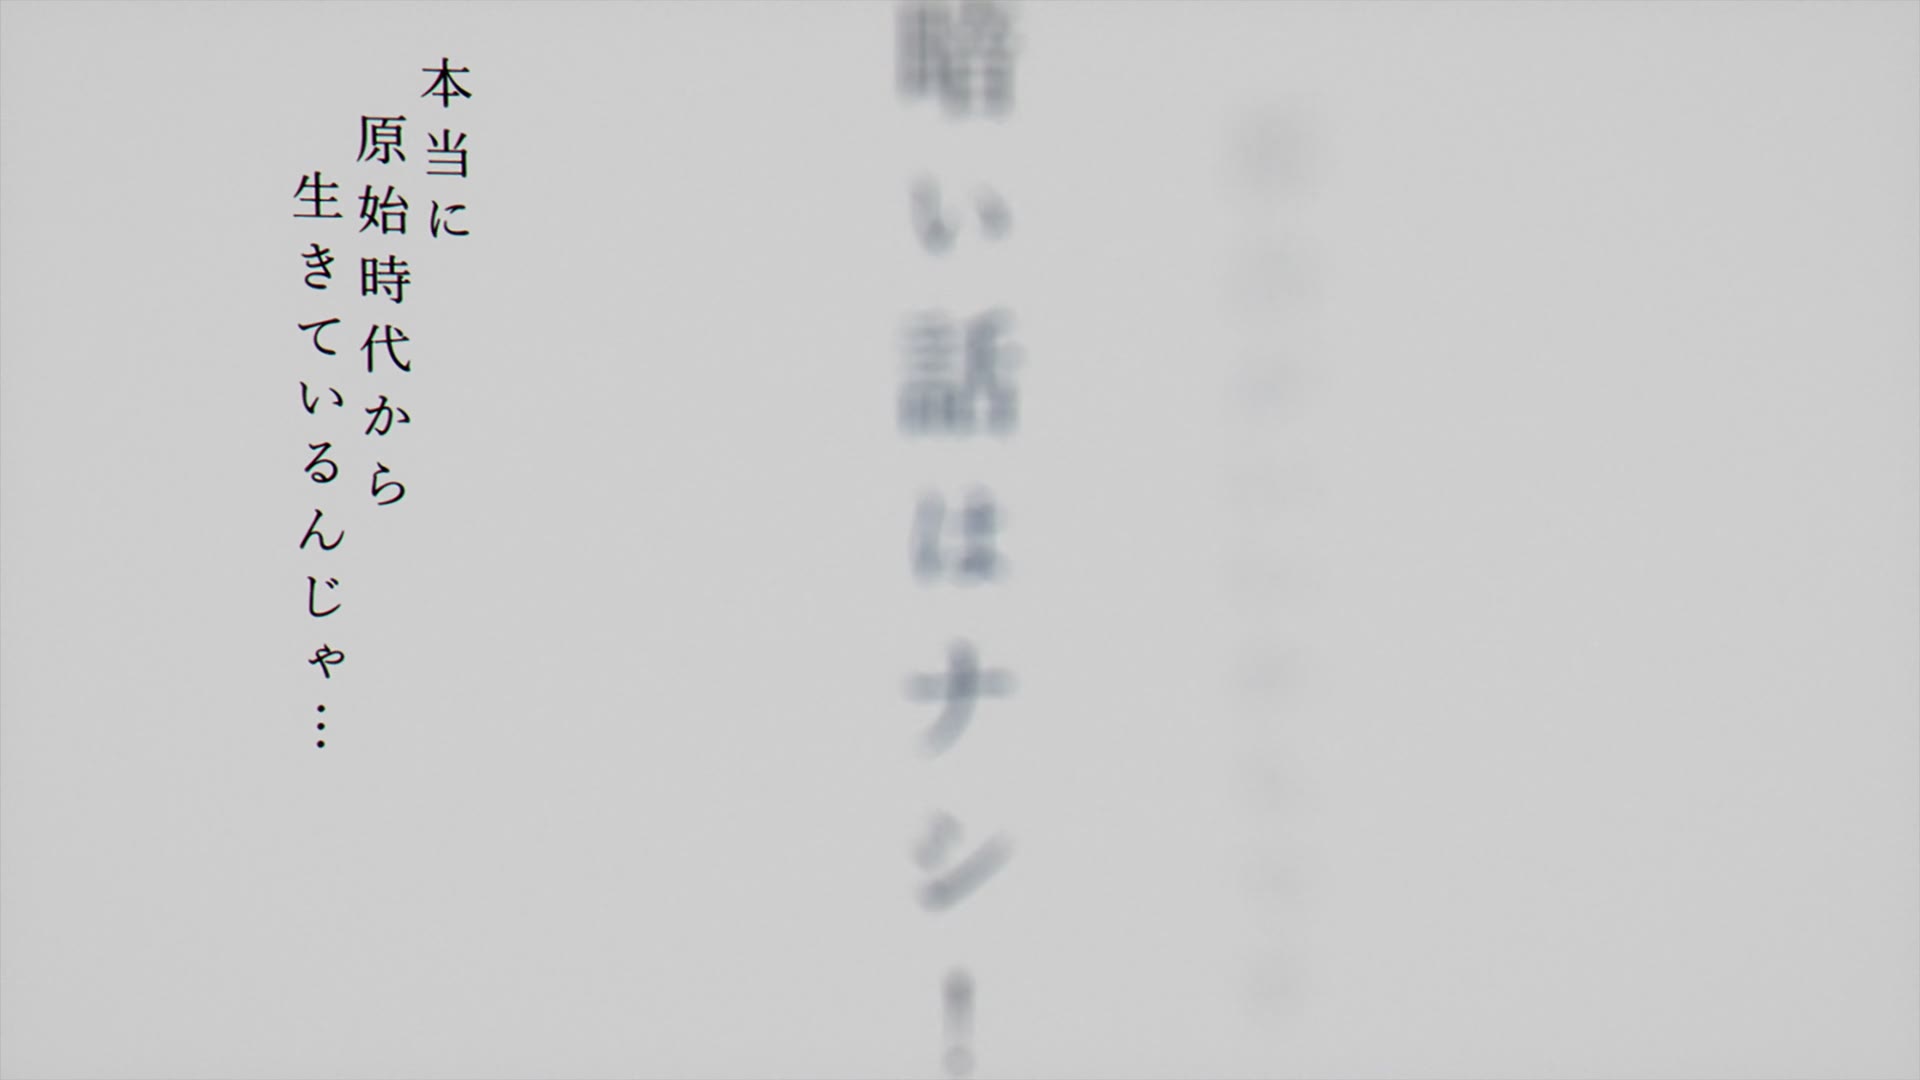 暗い話はナシ！
本当に
原始時代から
生きているんじゃ…